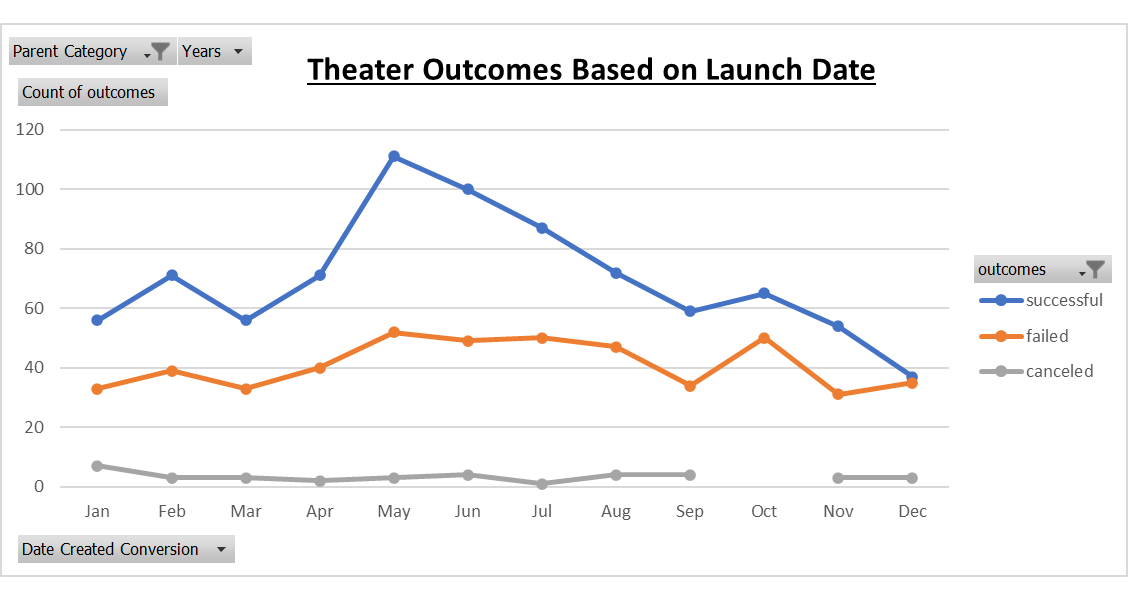 Parent Category Years
Theater Outcomes Based on Launch Date
Count of outcomes
120
100
80
60
40
20
0
Jan Feb Mar Apr May Jun Jul Aug Sep Oct Nov Dec
outcomes
successful
failed
canceled
Date Created Conversion